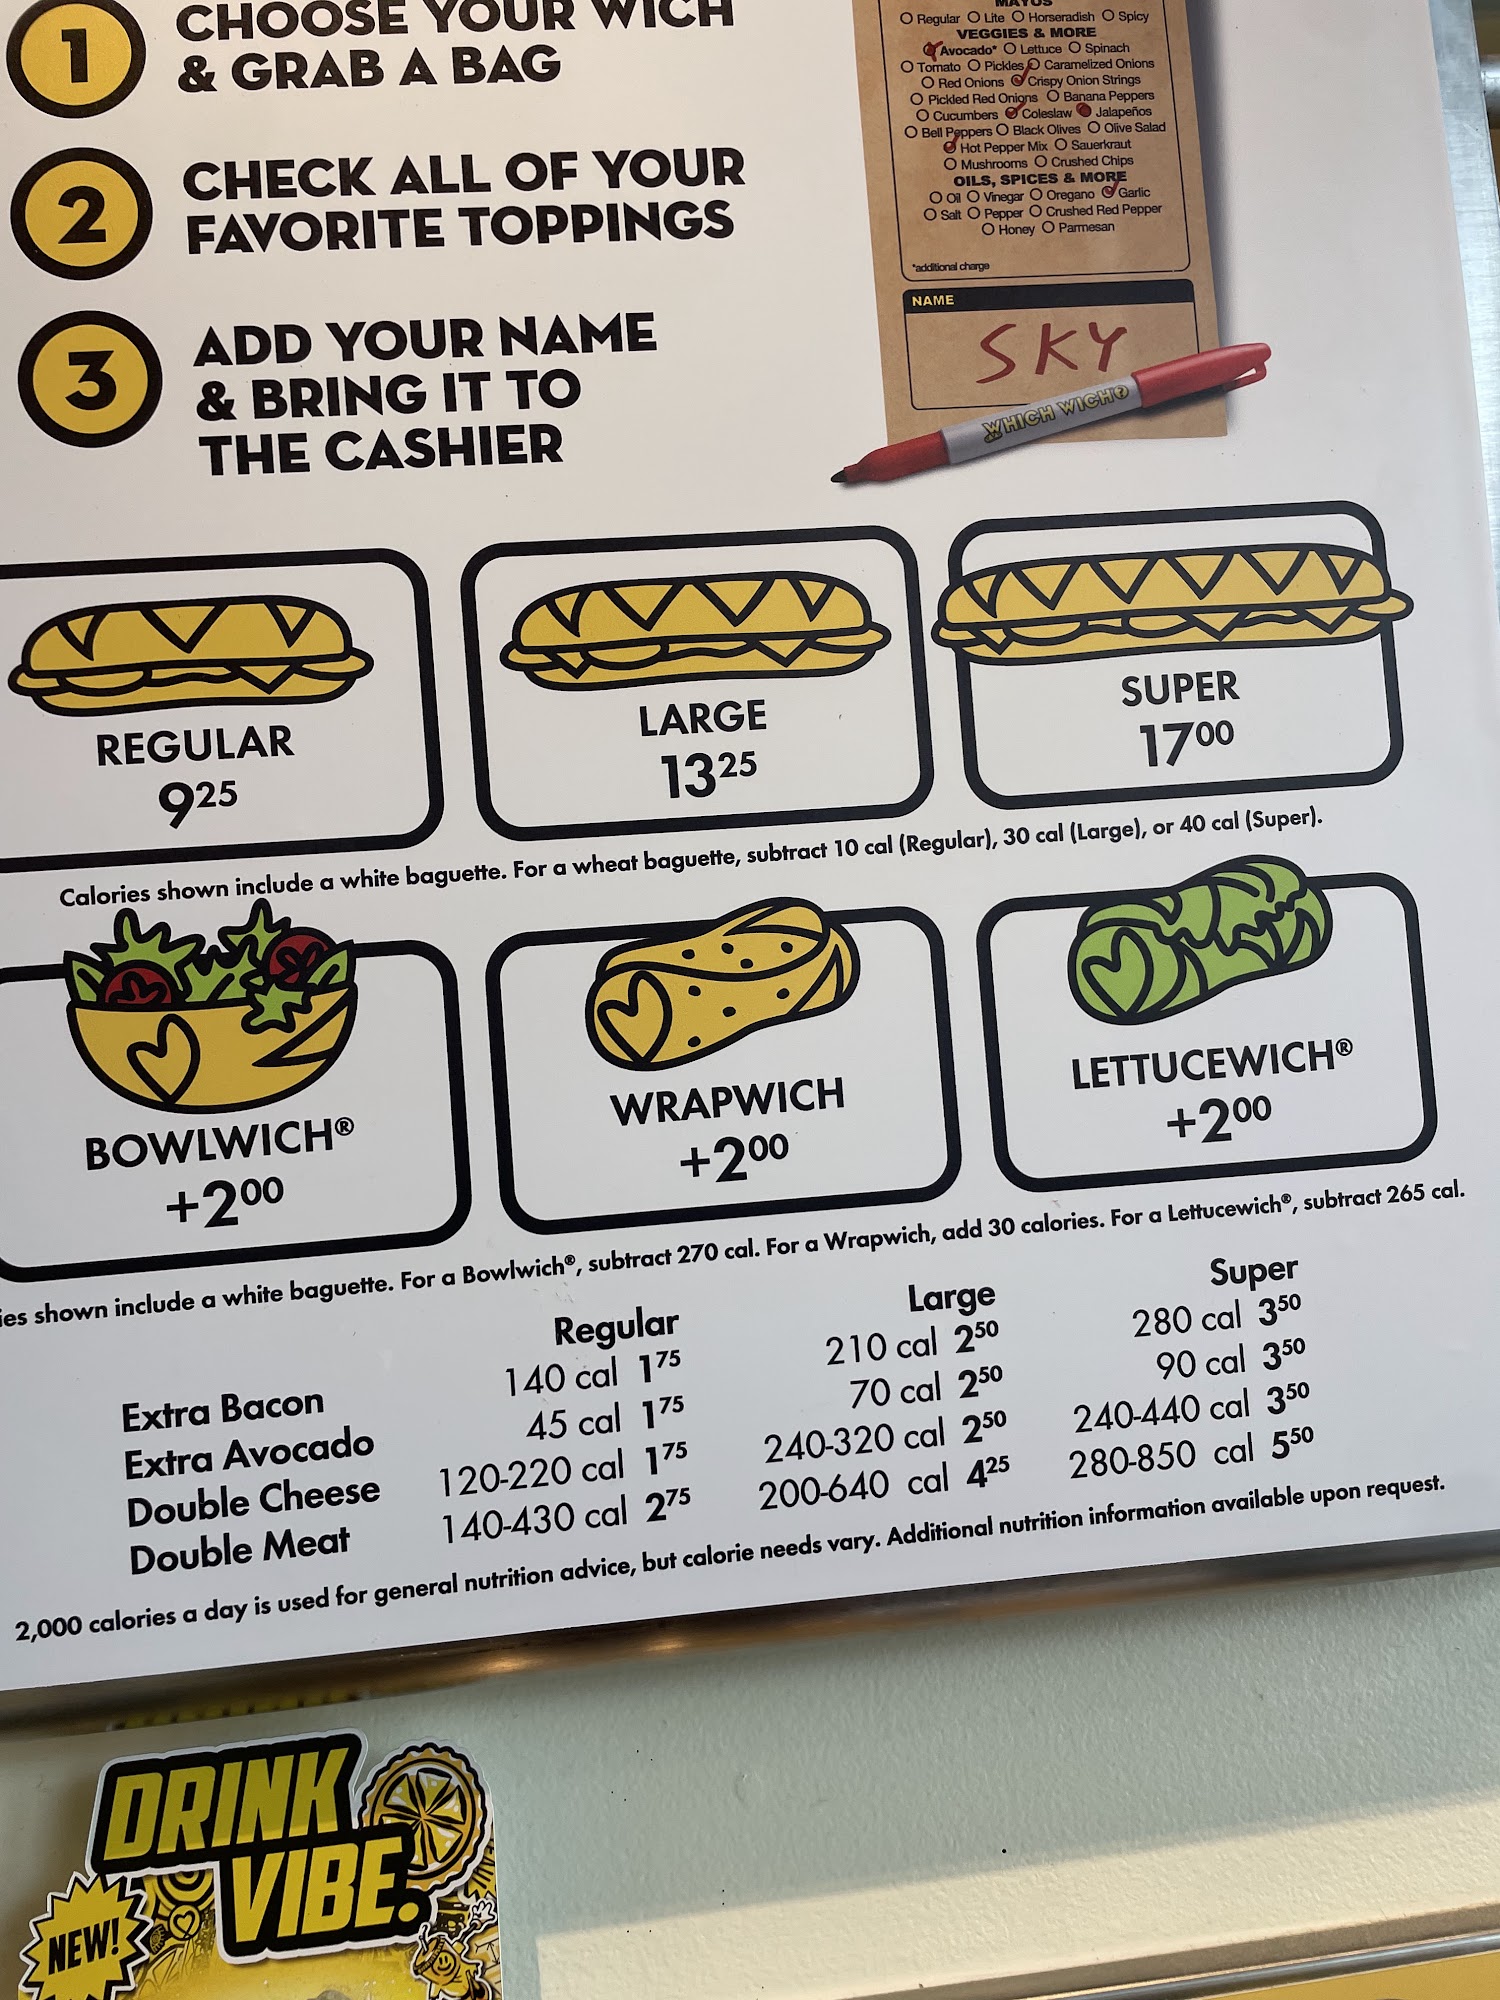 1
CHOOSE YOUR WICH
& GRAB A BAG
2
CHECK ALL OF YOUR
FAVORITE TOPPINGS
3
ADD YOUR NAME
& BRING IT TO
THE CASHIER
MAYOS
Regular Lite Horseradish Spicy
VEGGIES & MORE
Avocado* Lettuce Spinach
Tomato Pickles Caramelized Onions
Red Onions Crispy Onion Strings
Pickled Red Onions Banana Peppers
Cucumbers Coleslaw Jalapeños
Bell Peppers Black Olives Olive Salad
Hot Pepper Mix Sauerkraut
Mushrooms Crushed Chips
OILS, SPICES & MORE
Oil Vinegar Oregano Garlic
Salt Pepper Crushed Red Pepper
Honey Parmesan
*additional charge
NAME
SKY
WHICH WICH?
REGULAR
9²⁵
LARGE
13²⁵
SUPER
17⁰⁰
Calories shown include a white baguette. For a wheat baguette, subtract 10 cal (Regular), 30 cal (Large), or 40 cal (Super).
BOWLWICH®
+2⁰⁰
WRAPWICH
+2⁰⁰
LETTUCEWICH®
+2⁰⁰
ies shown include a white baguette. For a Bowlwich®, subtract 270 cal. For a Wrapwich, add 30 calories. For a Lettucewich®, subtract 265 cal.
Regular Large Super
Extra Bacon 140 cal 1⁷⁵ 210 cal 2⁵⁰ 280 cal 3⁵⁰
Extra Avocado 45 cal 1⁷⁵ 70 cal 2⁵⁰ 90 cal 3⁵⁰
Double Cheese 120-220 cal 1⁷⁵ 240-320 cal 2⁵⁰ 240-440 cal 3⁵⁰
Double Meat 140-430 cal 2⁷⁵ 200-640 cal 4²⁵ 280-850 cal 5⁵⁰
2,000 calories a day is used for general nutrition advice, but calorie needs vary. Additional nutrition information available upon request.
DRINK
VIBE.
NEW!